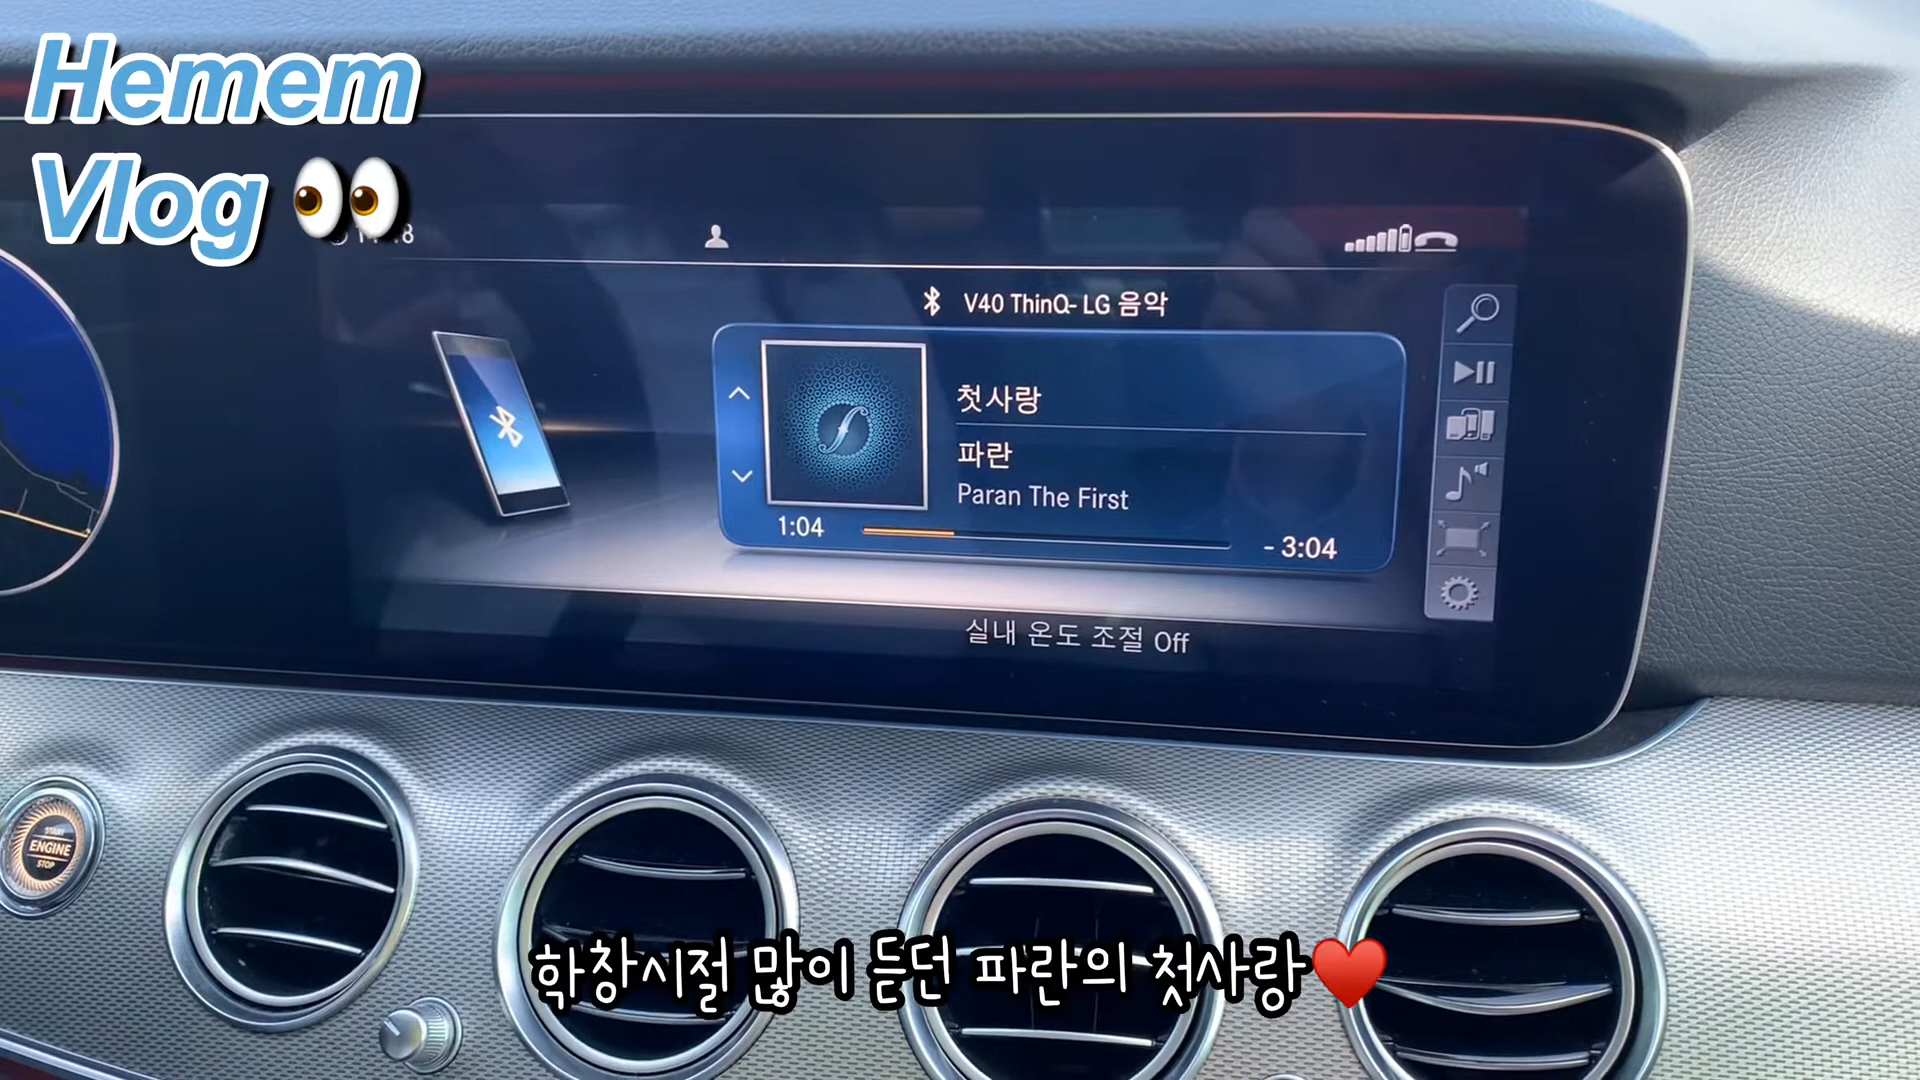 Hemem
Vlog
V40 ThinQ- LG 음악
첫사랑
파란
Paran The First
1:04
- 3:04
실내 온도 조절 Off
START
ENGINE
STOP
학창시절 많이 듣던 파란의 첫사랑